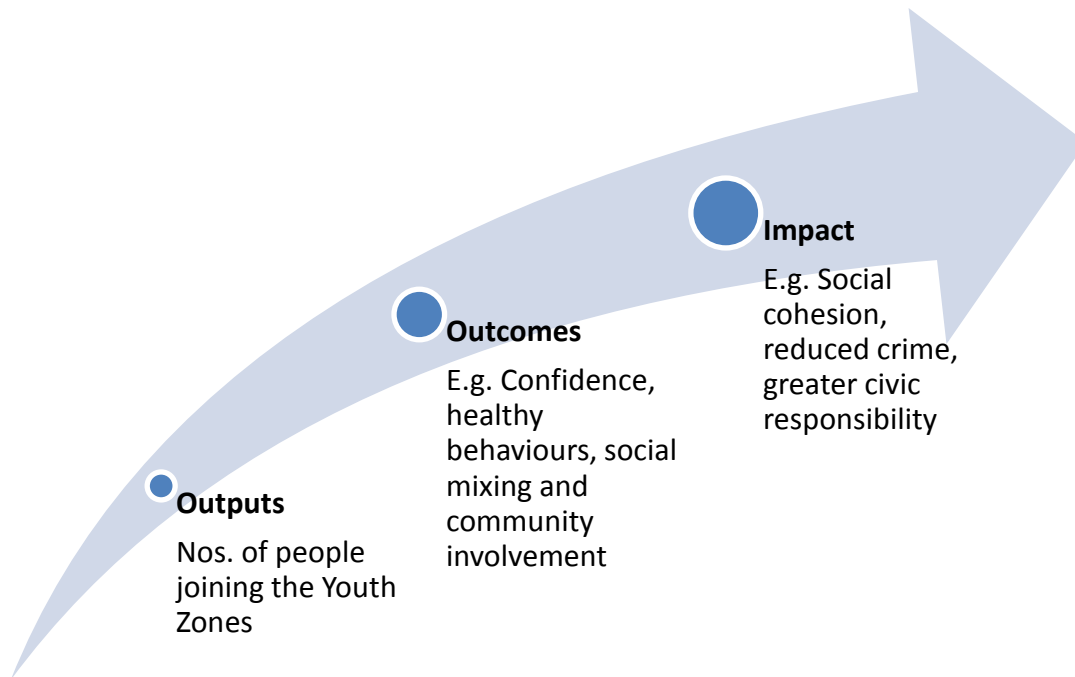 Impact
E.g. Social
cohesion,
reduced crime,
greater civic
responsibility
Outcomes
E.g. Confidence,
healthy
behaviours, social
mixing and
community
involvement
Outputs
Nos. of people
joining the Youth
Zones